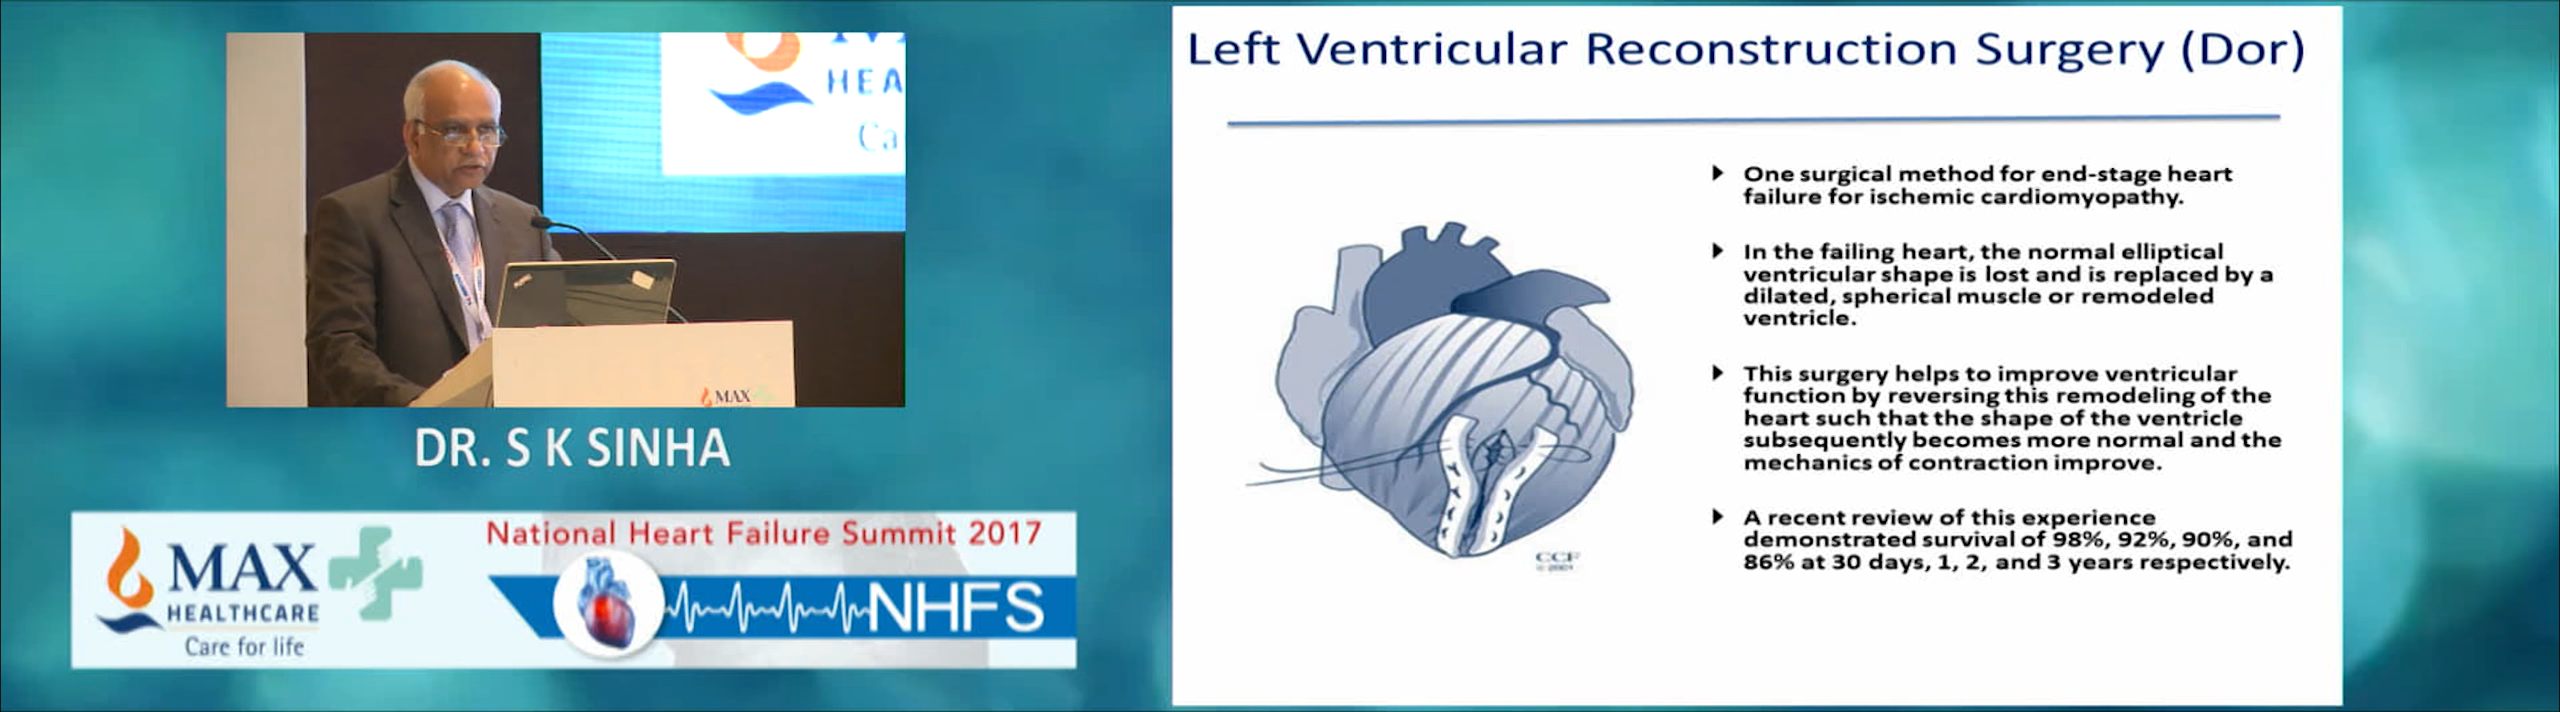 HEA
Ca
MAX
DR. S K SINHA
MAX
HEALTHCARE
Care for life
National Heart Failure Summit 2017
NHFS
Left Ventricular Reconstruction Surgery (Dor)
One surgical method for end-stage heart
failure for ischemic cardiomyopathy.
In the failing heart, the normal elliptical
ventricular shape is lost and is replaced by a
dilated, spherical muscle or remodeled
ventricle.
This surgery helps to improve ventricular
function by reversing this remodeling of the
heart such that the shape of the ventricle
subsequently becomes more normal and the
mechanics of contraction improve.
A recent review of this experience
demonstrated survival of 98%, 92%, 90%, and
86% at 30 days, 1, 2, and 3 years respectively.
CCF